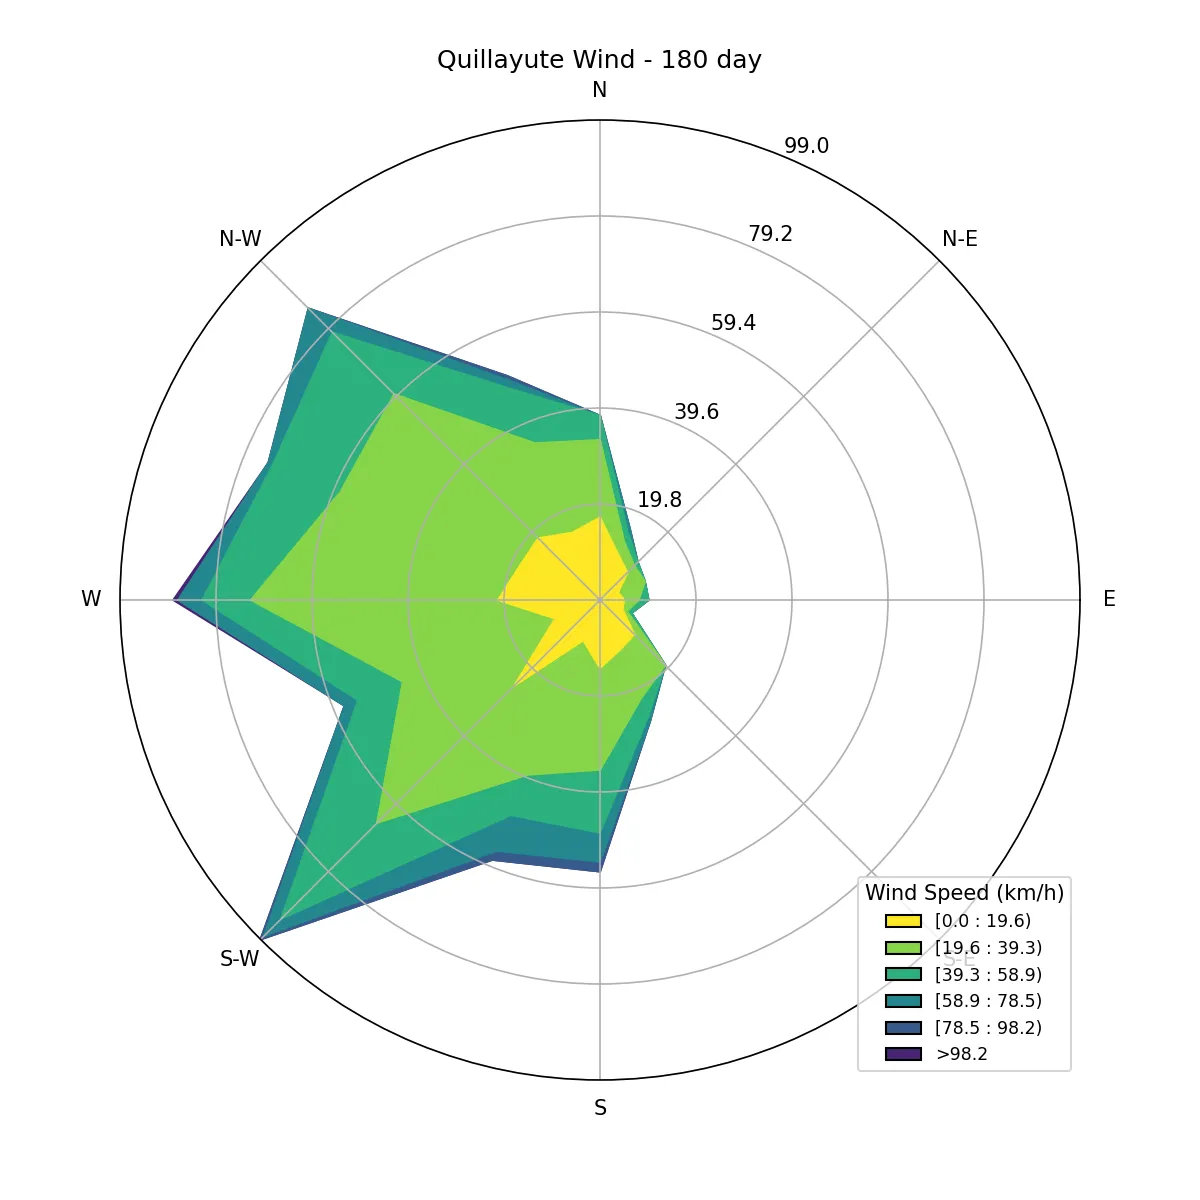 Quillayute Wind - 180 day
N
99.0
79.2
N-W
N-E
59.4
39.6
19.8
W
E
S-W
S-E
S
Wind Speed (km/h)
[0.0 : 19.6)
[19.6 : 39.3)
[39.3 : 58.9)
[58.9 : 78.5)
[78.5 : 98.2)
>98.2